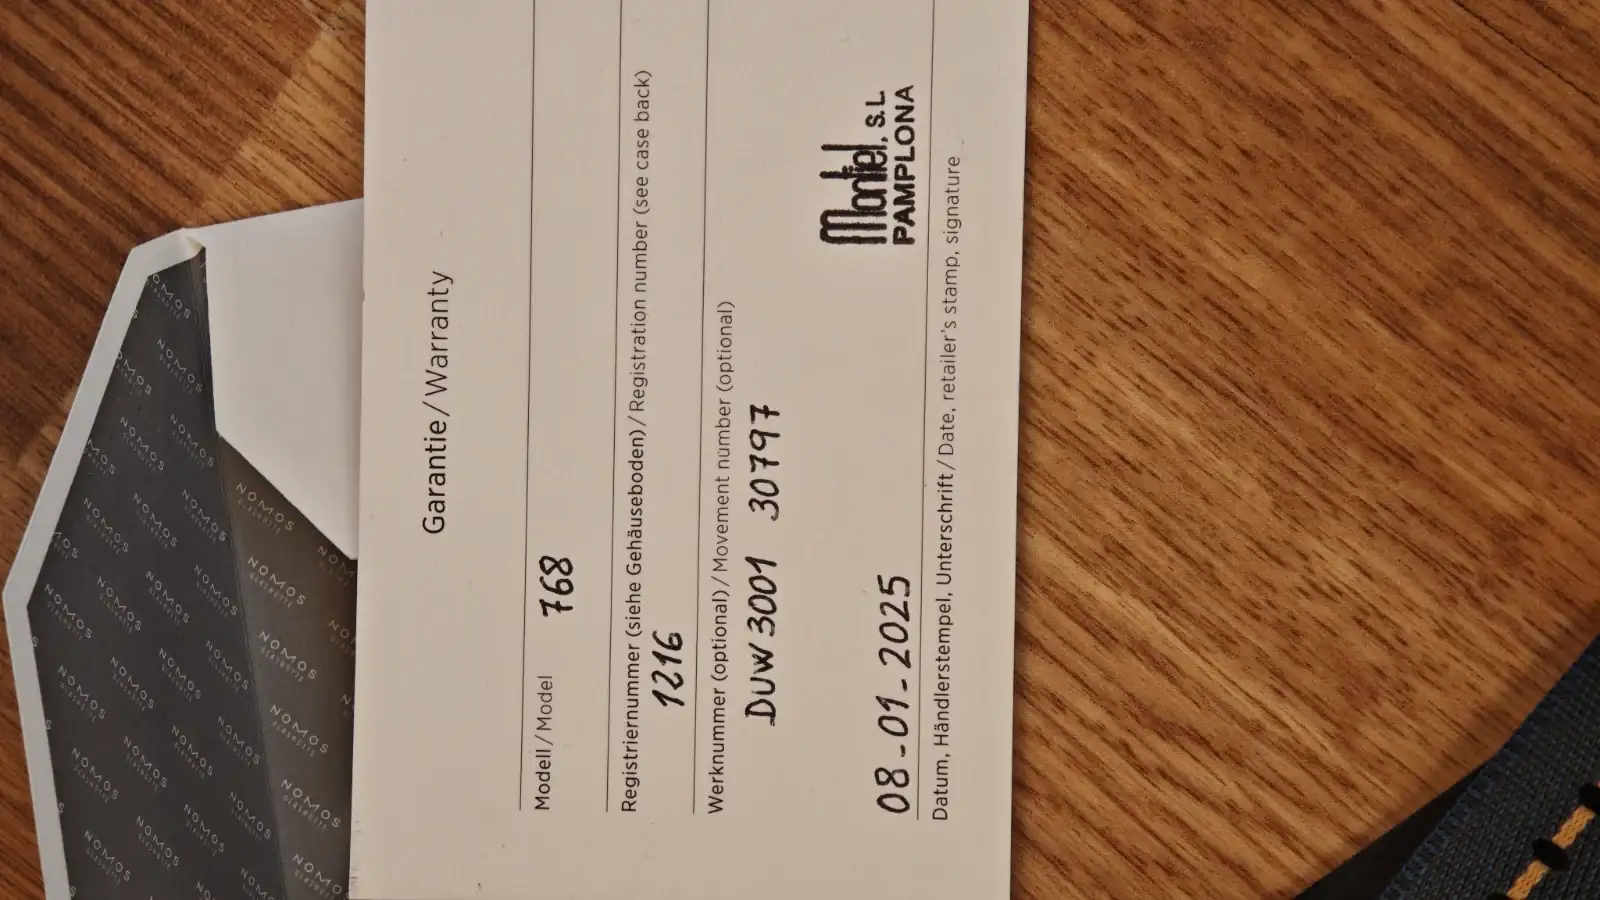 Garantie/Warranty
Modell/Model 768
Registriernummer (siehe Gehäuseboden)/Registration number (see case back)
1216
Werknummer (optional)/Movement number (optional)
DUW 3001 30797
Montiel, S.L
PAMPLONA
08-01-2025
Datum, Händlerstempel, Unterschrift/Date, retailer's stamp, signature
NOMOS
GLASHÜTTE